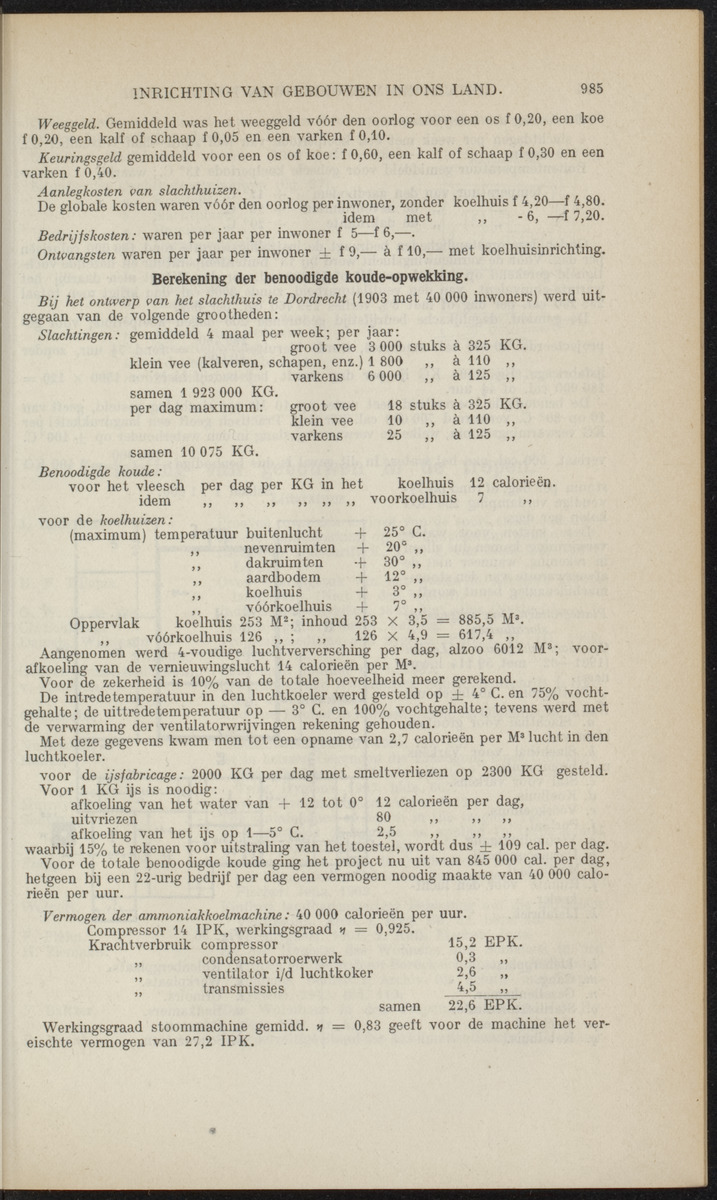 INRICHTING VAN GEBOUWEN IN ONS LAND. 985
Weeggeld. Gemiddeld was het weeggeld vóór den oorlog voor een os f 0,20, een koe
f 0,20, een kalf of schaap f 0,05 en een varken f 0,10.
Keuringsgeld gemiddeld voor een os of koe: f 0,60, een kalf of schaap f 0,30 en een
varken f 0,40.
Aanlegkosten van slachthuizen.
De globale kosten waren vóór den oorlog per inwoner, zonder koelhuis f 4,20—f 4,80.
idem met ,, - 6, —f 7,20.
Bedrijfskosten: waren per jaar per inwoner f 5—f 6,—.
Ontvangsten waren per jaar per inwoner ± f 9,— à f 10,— met koelhuisinrichting.
Berekening der benoodigde koude-opwekking.
Bij het ontwerp van het slachthuis te Dordrecht (1903 met 40 000 inwoners) werd uit-
gegaan van de volgende grootheden:
Slachtingen: gemiddeld 4 maal per week; per jaar:
groot vee 3 000 stuks à 325 KG.
klein vee (kalveren, schapen, enz.) 1 800 ,, à 110 ,,
varkens 6 000 ,, à 125 ,,
samen 1 923 000 KG.
per dag maximum: groot vee 18 stuks à 325 KG.
klein vee 10 ,, à 110 ,,
varkens 25 ,, à 125 ,,
samen 10 075 KG.
Benoodigde koude:
voor het vleesch per dag per KG in het koelhuis 12 calorieën.
idem ,, ,, ,, ,, ,, ,, voorkoelhuis 7 ,,
voor de koelhuizen:
(maximum) temperatuur buitenlucht + 25° C.
,, nevenruimten + 20° ,,
,, dakruimten + 30° ,,
,, aardbodem + 12° ,,
,, koelhuis + 3° ,,
,, vóórkoelhuis + 7° ,,
Oppervlak koelhuis 253 M²; inhoud 253 × 3,5 = 885,5 M³.
,, vóórkoelhuis 126 ,, ; ,, 126 × 4,9 = 617,4 ,,
Aangenomen werd 4-voudige luchtverversching per dag, alzoo 6012 M³; voor-
afkoeling van de vernieuwingslucht 14 calorieën per M³.
Voor de zekerheid is 10% van de totale hoeveelheid meer gerekend.
De intredetemperatuur in den luchtkoeler werd gesteld op ± 4° C. en 75% vocht-
gehalte; de uittredetemperatuur op — 3° C. en 100% vochtgehalte; tevens werd met
de verwarming der ventilatorwrijvingen rekening gehouden.
Met deze gegevens kwam men tot een opname van 2,7 calorieën per M³ lucht in den
luchtkoeler.
voor de ijsfabricage: 2000 KG per dag met smeltverliezen op 2300 KG gesteld.
Voor 1 KG ijs is noodig:
afkoeling van het water van + 12 tot 0° 12 calorieën per dag,
uitvriezen 80 ,, ,, ,,
afkoeling van het ijs op 1—5° C. 2,5 ,, ,, ,,
waarbij 15% te rekenen voor uitstraling van het toestel, wordt dus ± 109 cal. per dag.
Voor de totale benoodigde koude ging het project nu uit van 845 000 cal. per dag,
hetgeen bij een 22-urig bedrijf per dag een vermogen noodig maakte van 40 000 calo-
rieën per uur.
Vermogen der ammoniakkoelmachine: 40 000 calorieën per uur.
Compressor 14 IPK, werkingsgraad η = 0,925.
Krachtverbruik compressor 15,2 EPK.
,, condensatorroerwerk 0,3 ,,
,, ventilator i/d luchtkoker 2,6 ,,
,, transmissies 4,5 ,,
samen 22,6 EPK.
Werkingsgraad stoommachine gemidd. η = 0,83 geeft voor de machine het ver-
eischte vermogen van 27,2 IPK.